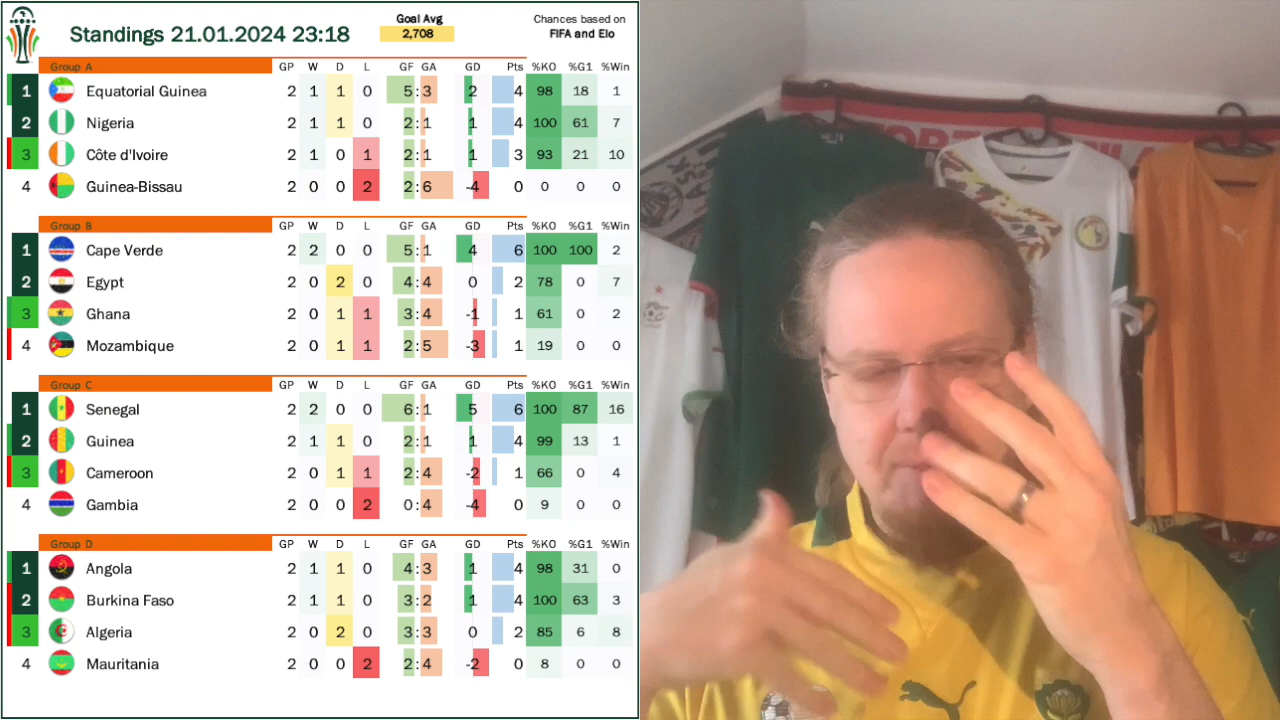 Standings 21.01.2024 23:18
Goal Avg
2,708
Chances based on
FIFA and Elo
Group A GP W D L GF GA GD Pts %KO %G1 %Win
1 Equatorial Guinea 2 1 1 0 5:3 2 4 98 18 1
2 Nigeria 2 1 1 0 2:1 1 4 100 61 7
3 Côte d'Ivoire 2 1 0 1 2:1 1 3 93 21 10
4 Guinea-Bissau 2 0 0 2 2:6 -4 0 0 0 0
Group B GP W D L GF GA GD Pts %KO %G1 %Win
1 Cape Verde 2 2 0 0 5:1 4 6 100 100 2
2 Egypt 2 0 2 0 4:4 0 2 78 0 7
3 Ghana 2 0 1 1 3:4 -1 1 61 0 2
4 Mozambique 2 0 1 1 2:5 -3 1 19 0 0
Group C GP W D L GF GA GD Pts %KO %G1 %Win
1 Senegal 2 2 0 0 6:1 5 6 100 87 16
2 Guinea 2 1 1 0 2:1 1 4 99 13 1
3 Cameroon 2 0 1 1 2:4 -2 1 66 0 4
4 Gambia 2 0 0 2 0:4 -4 0 9 0 0
Group D GP W D L GF GA GD Pts %KO %G1 %Win
1 Angola 2 1 1 0 4:3 1 4 98 31 0
2 Burkina Faso 2 1 1 0 3:2 1 4 100 63 3
3 Algeria 2 0 2 0 3:3 0 2 85 6 8
4 Mauritania 2 0 0 2 2:4 -2 0 8 0 0